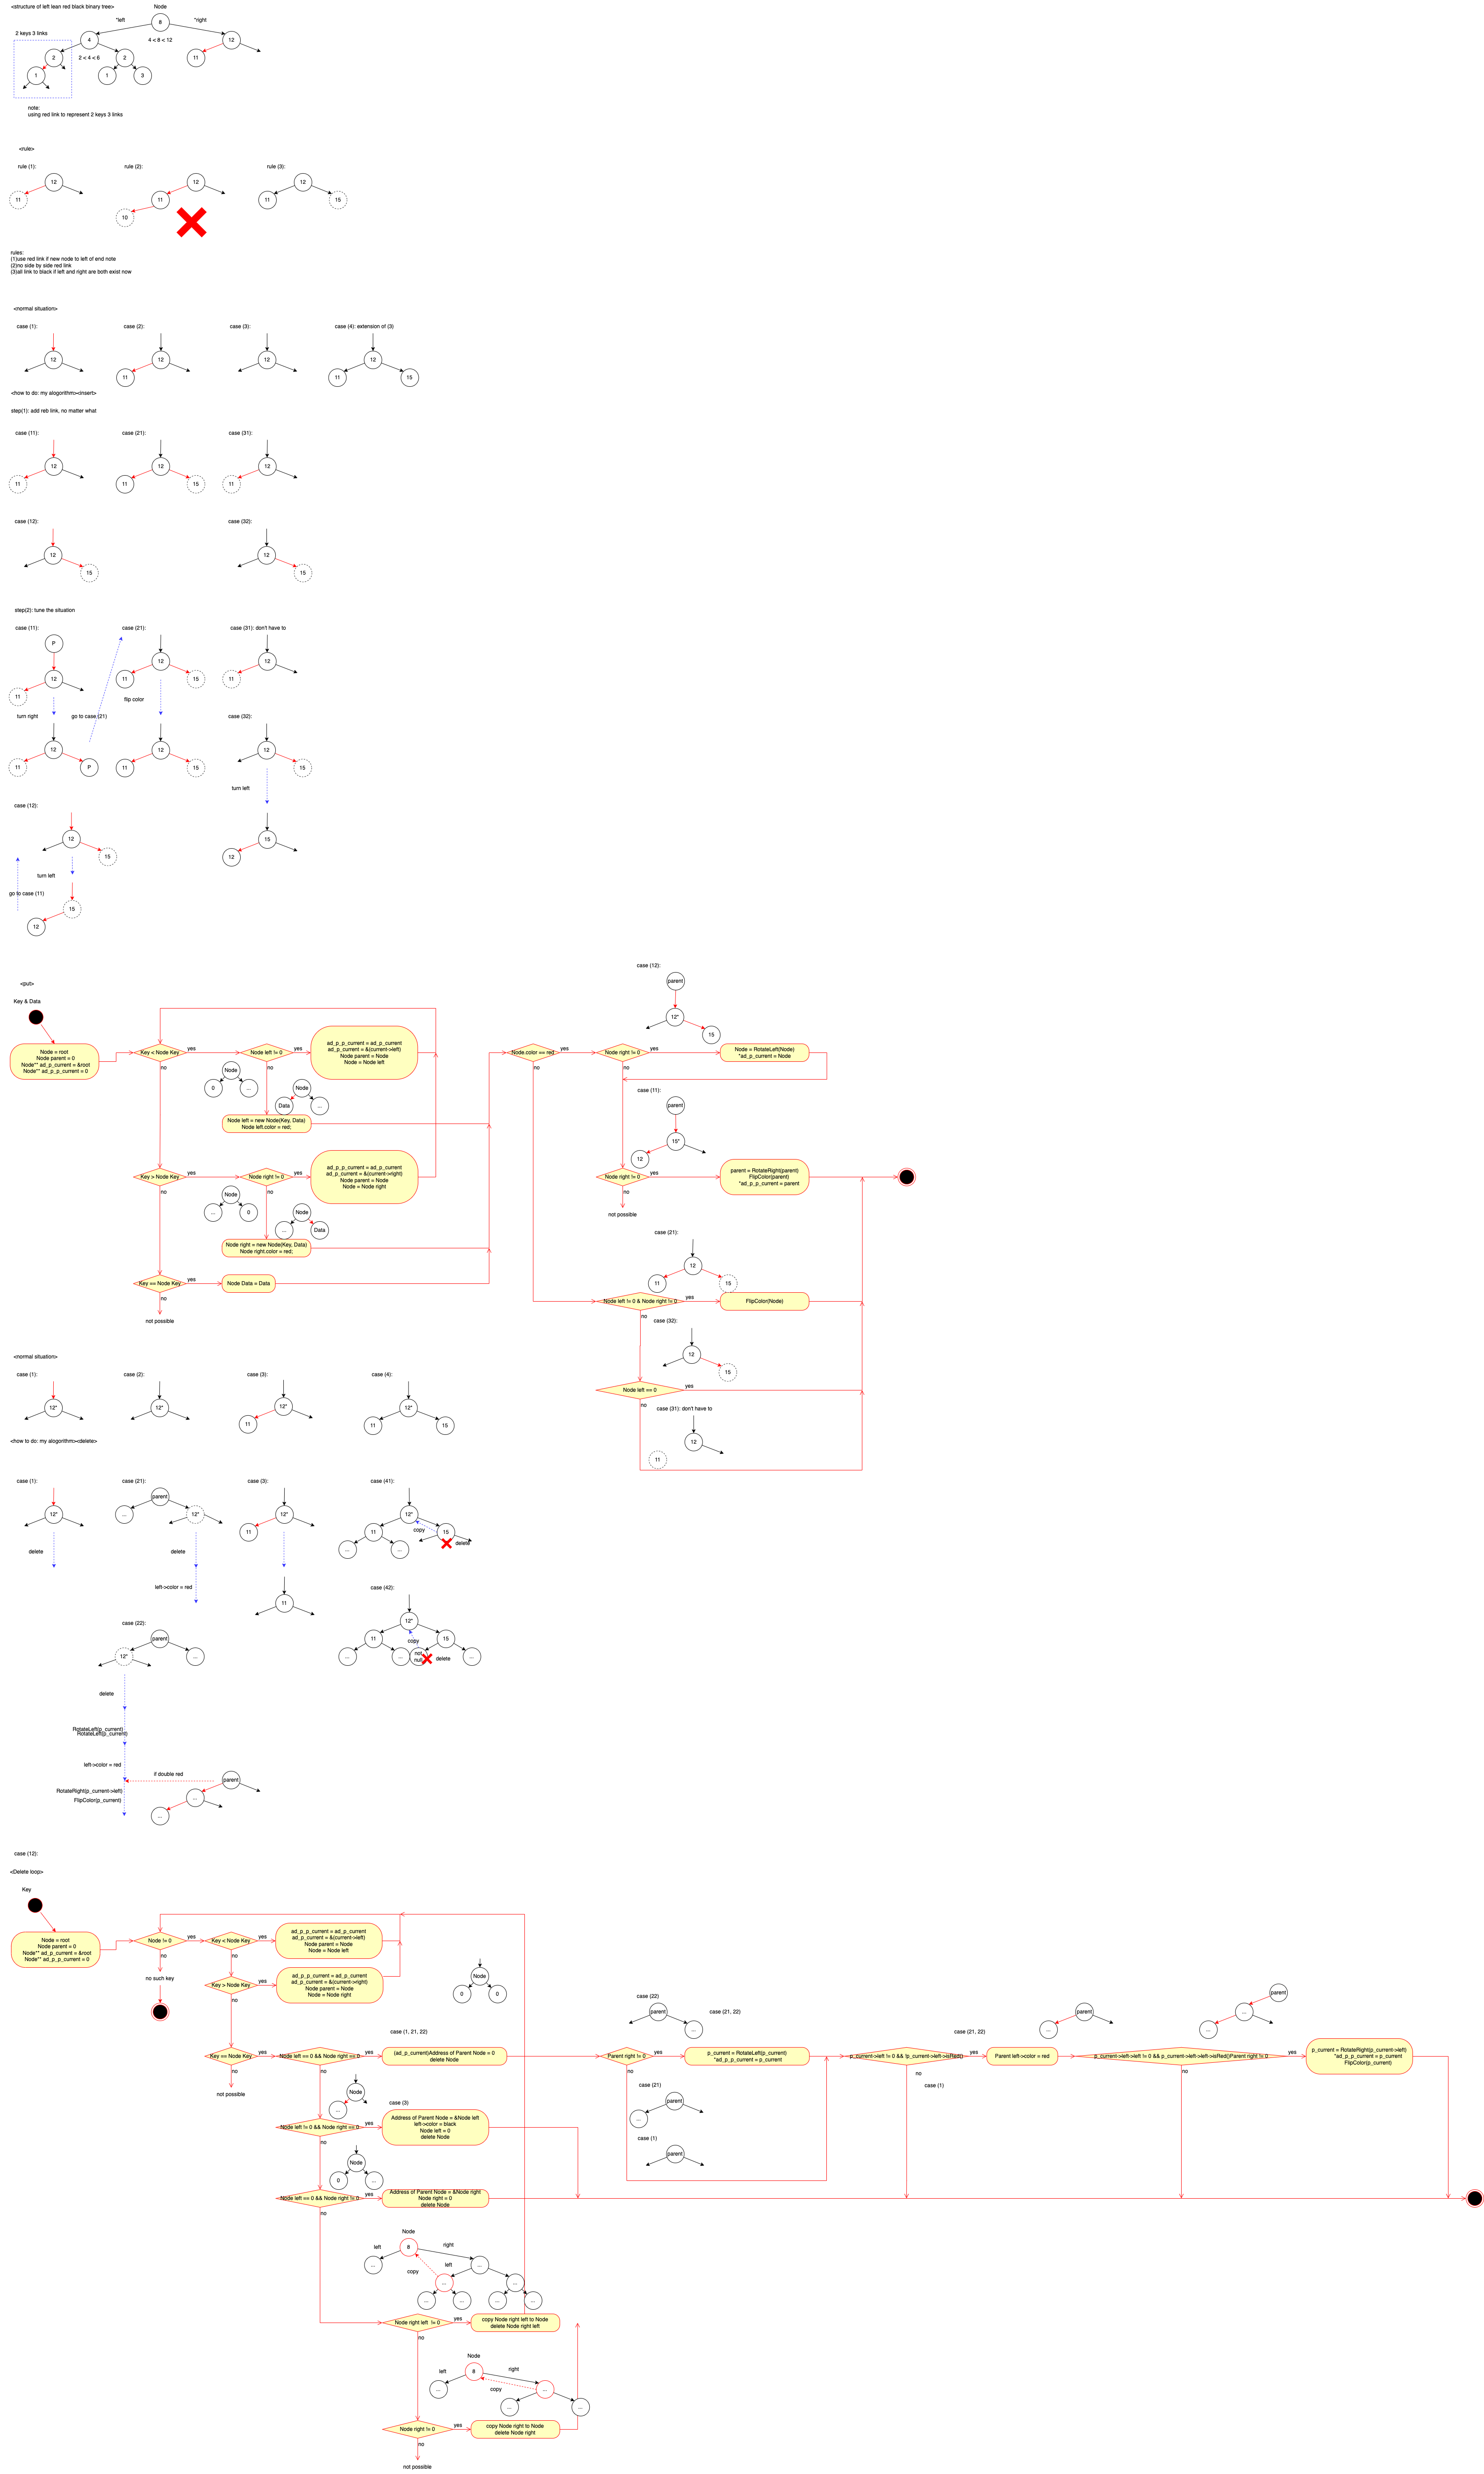 <structure of left lean red black binary tree>
Node
8
*left
*right
4
4 < 8 < 12
12
2 keys 3 links
2
2 < 4 < 6
2
11
1
1
3
note:
using red link to represent 2 keys 3 links
<rule>
rule (1):
rule (2):
rule (3):
12
12
12
11
11
11
15
10
rules:
(1)use red link if new node to left of end note
(2)no side by side red link
(3)all link to black if left and right are both exist now
<normal situation>
case (1):
case (2):
case (3):
case (4): extension of (3)
12
12
12
12
11
11
15
<how to do: my alogorithm><insert>
step(1): add reb link, no matter what
case (11):
case (21):
case (31):
12
12
12
11
11
15
11
case (12):
case (32):
12
12
15
15
step(2): tune the situation
case (11):
case (21):
case (31): don't have to
P
12
12
12
11
11
15
11
flip color
turn right
go to case (21)
case (32):
12
12
12
11
P
11
15
15
turn left
case (12):
12
15
15
12
turn left
go to case (11)
15
12
<put>
Key & Data
Node = root
Node parent = 0
Node** ad_p_current = &root
Node** ad_p_p_current = 0
Key < Node Key
yes
no
Node left != 0
yes
no
ad_p_p_current = ad_p_current
ad_p_current = &(current->left)
Node parent = Node
Node = Node left
Node
0
...
Node
Data
...
Node left = new Node(Key, Data)
Node left.color = red;
Key > Node Key
yes
no
Node right != 0
yes
no
ad_p_p_current = ad_p_current
ad_p_current = &(current->right)
Node parent = Node
Node = Node right
Node
...
0
Node
...
Data
Node right = new Node(Key, Data)
Node right.color = red;
Key == Node Key
yes
no
Node Data = Data
not possible
case (12):
parent
12*
15
Node.color == red
yes
no
Node right != 0
yes
no
Node = RotateLeft(Node)
*ad_p_current = Node
case (11):
parent
15*
12
Node right != 0
yes
no
parent = RotateRight(parent)
FlipColor(parent)
*ad_p_p_current = parent
not possible
case (21):
12
11
15
Node left != 0 & Node right != 0
yes
no
FlipColor(Node)
case (32):
12
15
Node left == 0
yes
no
case (31): don't have to
12
11
<normal situation>
case (1):
case (2):
case (3):
case (4):
12*
12*
12*
12*
11
11
15
<how to do: my alogorithm><delete>
case (1):
case (21):
case (3):
case (41):
12*
parent
...
12*
12*
11
12*
11
15
copy
delete
...
...
delete
delete
left->color = red
11
case (42):
12*
copy
11
15
...
...
not
null
delete
...
case (22):
parent
12*
...
delete
RotateLeft(p_current)
RotateLeft(p_current)
left->color = red
if double red
parent
RotateRight(p_current->left)
FlipColor(p_current)
...
...
case (12):
<Delete loop>
Key
Node = root
Node parent = 0
Node** ad_p_current = &root
Node** ad_p_p_current = 0
Node != 0
yes
no
no such key
Key < Node Key
yes
no
ad_p_p_current = ad_p_current
ad_p_current = &(current->left)
Node parent = Node
Node = Node left
Key > Node Key
yes
no
ad_p_p_current = ad_p_current
ad_p_current = &(current->right)
Node parent = Node
Node = Node right
Node
0
0
case (1, 21, 22)
Key == Node Key
yes
no
not possible
Node left == 0 && Node right == 0
yes
no
(ad_p_current)Address of Parent Node = 0
delete Node
case (22)
parent
...
case (21, 22)
Parent right != 0
yes
no
p_current = RotateLeft(p_current)
*ad_p_p_current = p_current
case (21)
parent
...
case (1)
parent
case (21, 22)
parent
...
p_current->left != 0 && !p_current->left->isRed()
yes
no
case (1)
Parent left->color = red
parent
...
...
p_current->left->left != 0 && p_current->left->left->isRed()Parent right != 0
yes
no
p_current = RotateRight(p_current->left)
*ad_p_p_current = p_current
FlipColor(p_current)
Node
...
case (3)
Node left != 0 && Node right == 0
yes
no
Address of Parent Node = &Node left
left->color = black
Node left = 0
delete Node
Node
0
...
Node left == 0 && Node right != 0
yes
no
Address of Parent Node = &Node right
Node right = 0
delete Node
Node
left
8
right
...
left
...
copy
...
...
...
...
...
...
Node right left != 0
yes
no
copy Node right left to Node
delete Node right left
Node
left
8
right
...
copy
...
...
...
Node right != 0
yes
no
copy Node right to Node
delete Node right
not possible